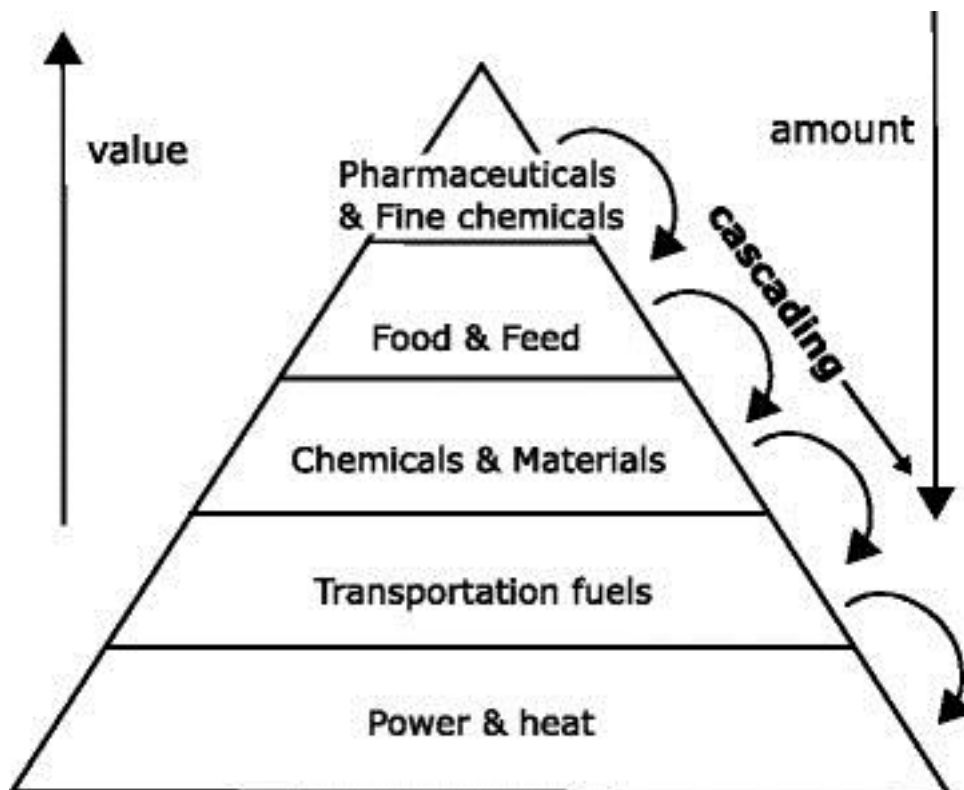 value
amount
Pharmaceuticals
& Fine chemicals
cascading
Food & Feed
Chemicals & Materials
Transportation fuels
Power & heat